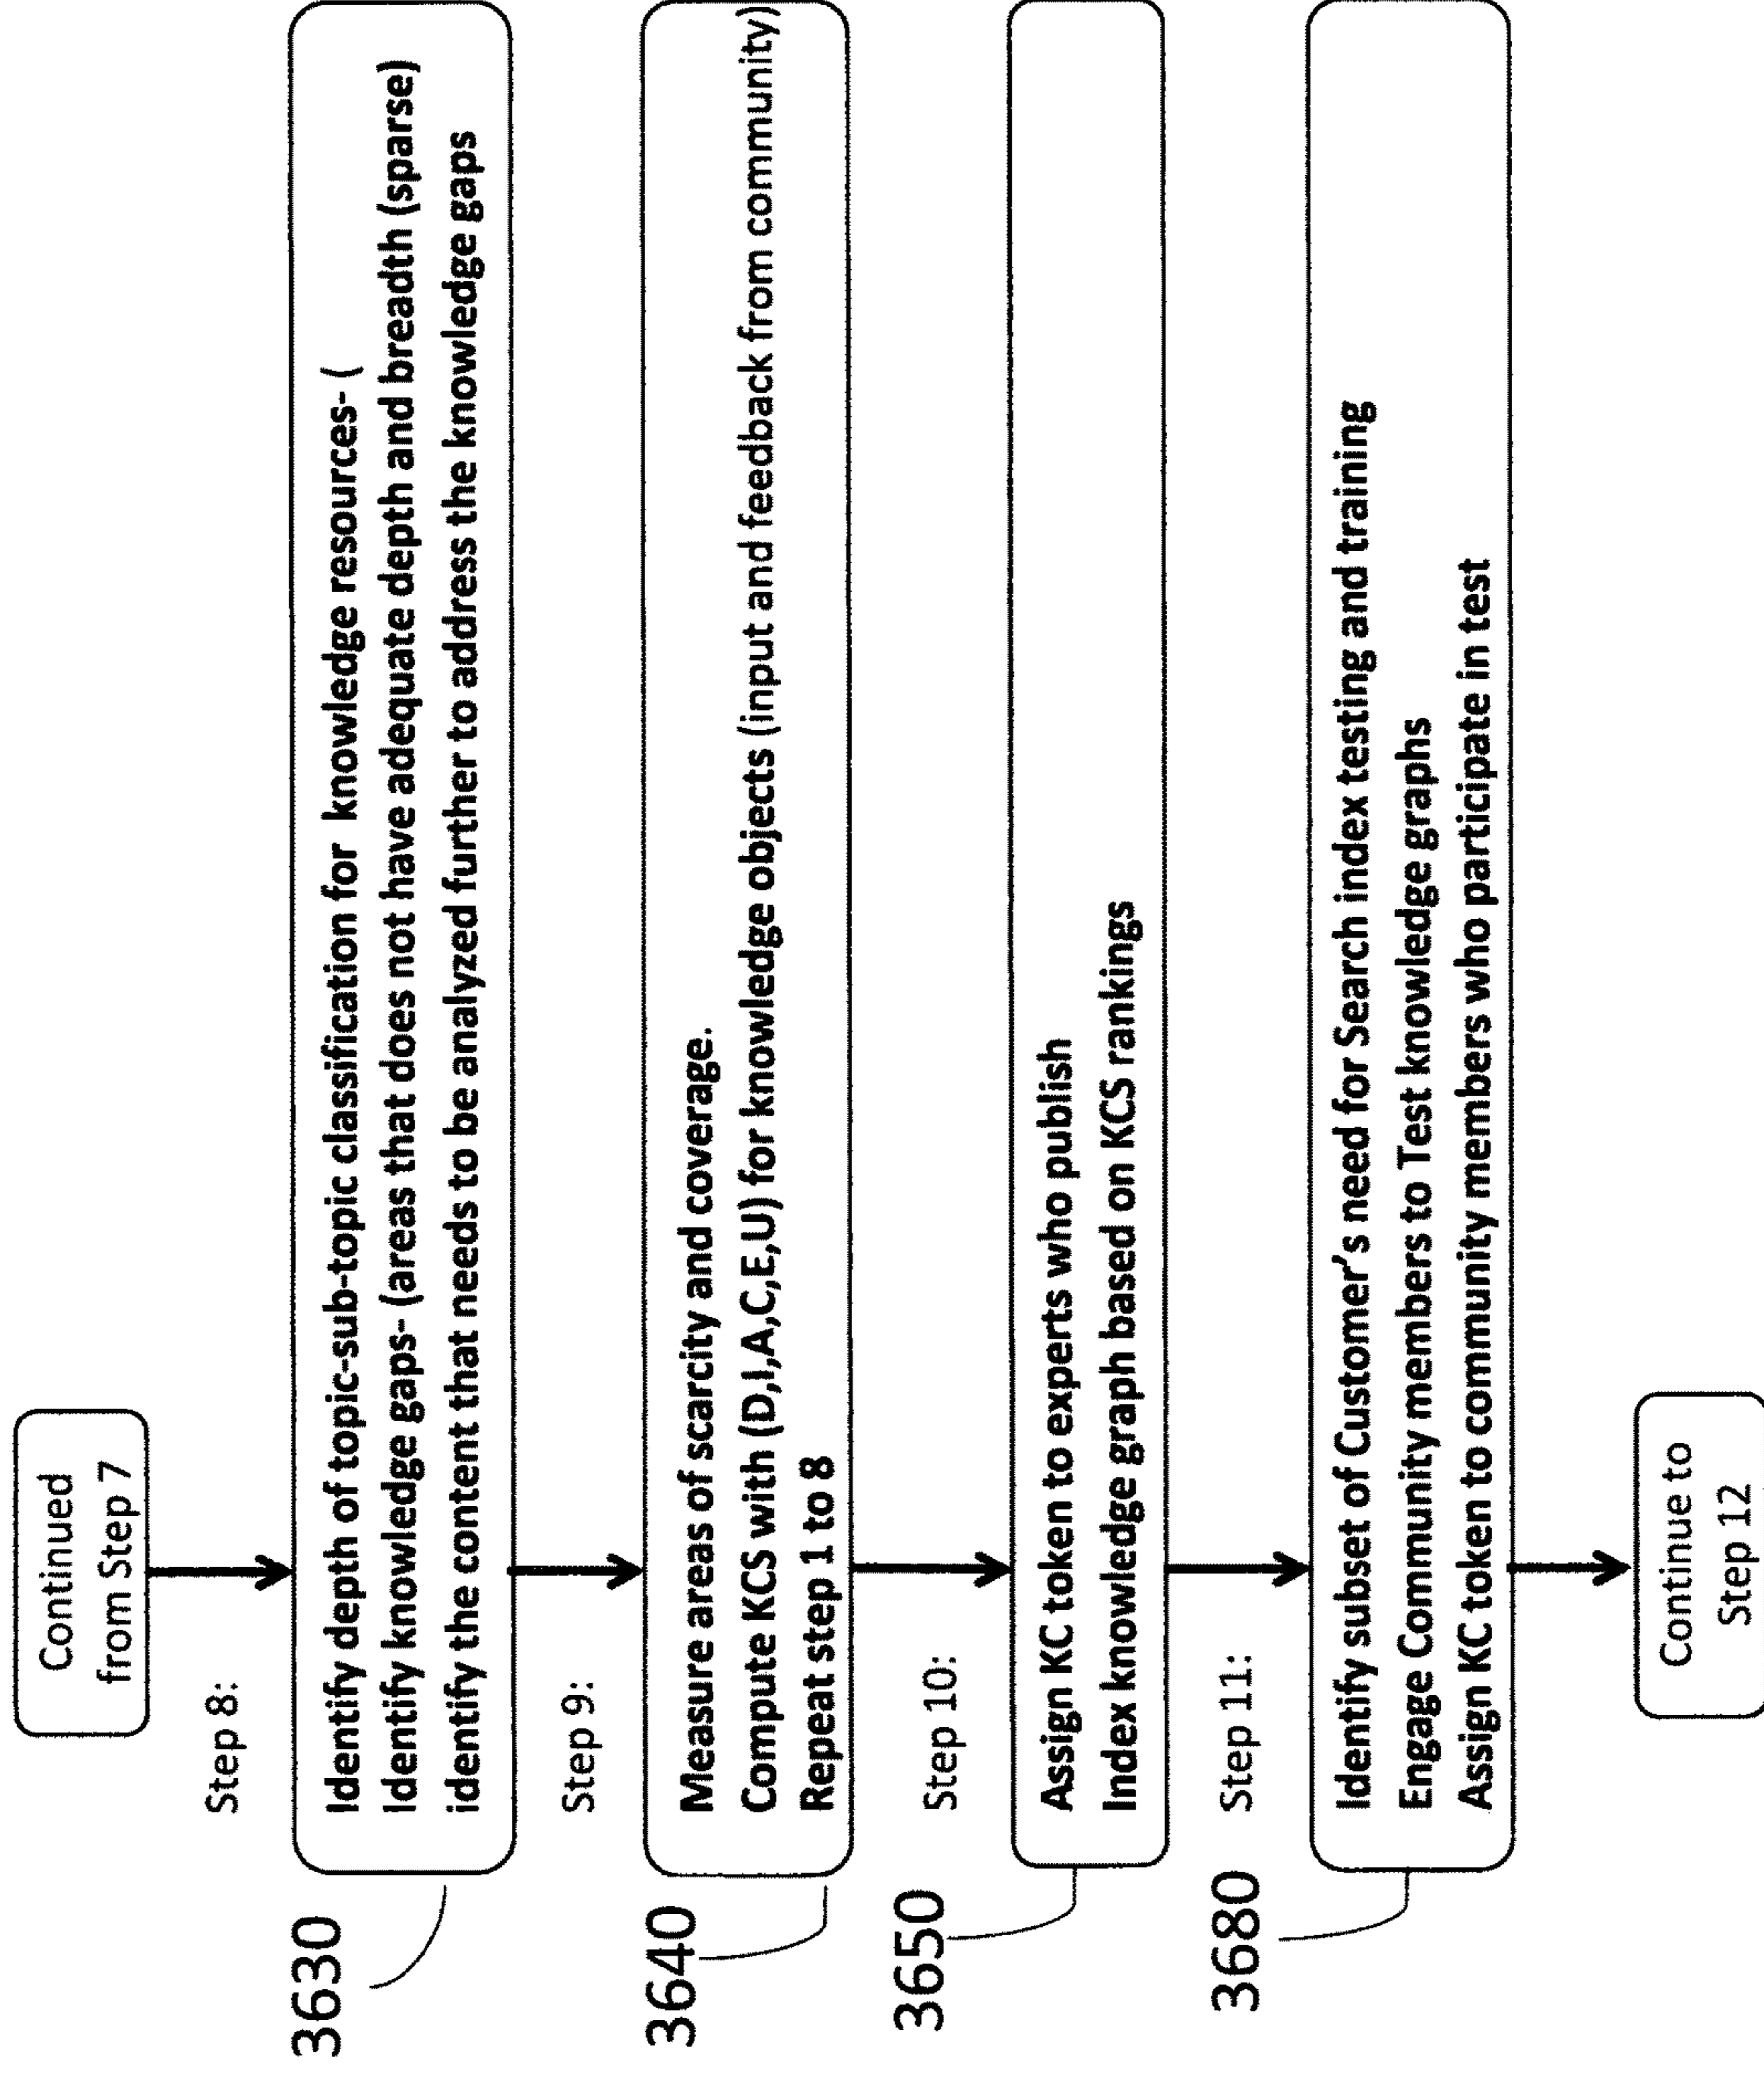 Continued
from Step 7
Step 8:
3630
Identify depth of topic-sub-topic classification for knowledge resources- (
Identify knowledge gaps- (areas that does not have adequate depth and breadth (sparse)
identify the content that needs to be analyzed further to address the knowledge gaps
Step 9:
3640
Measure areas of scarcity and coverage.
Compute KCS with (D,I,A,C,E,U) for knowledge objects (input and feedback from community)
Repeat step 1 to 8
Step 10:
3650
Assign KC token to experts who publish
Index knowledge graph based on KCS rankings
Step 11:
3680
Identify subset of Customer's need for Search index testing and training
Engage Community members to Test knowledge graphs
Assign KC token to community members who participate in test
Continue to
Step 12